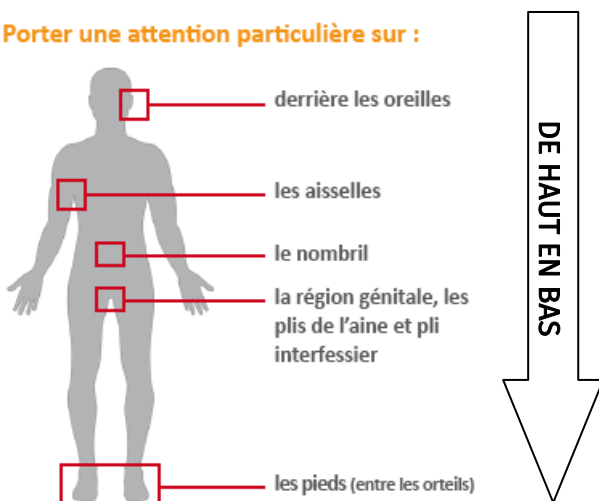 Porter une attention particulière sur :
derrière les oreilles
les aisselles
le nombril
la région génitale, les
plis de l’aine et pli
interfessier
les pieds (entre les orteils)
DE HAUT EN BAS